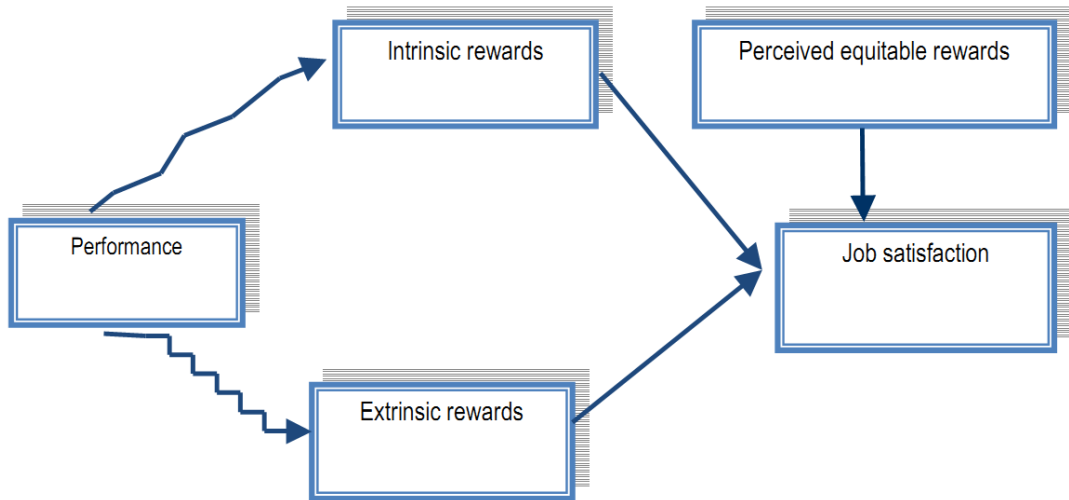 Intrinsic rewards
Perceived equitable rewards
Performance
Job satisfaction
Extrinsic rewards